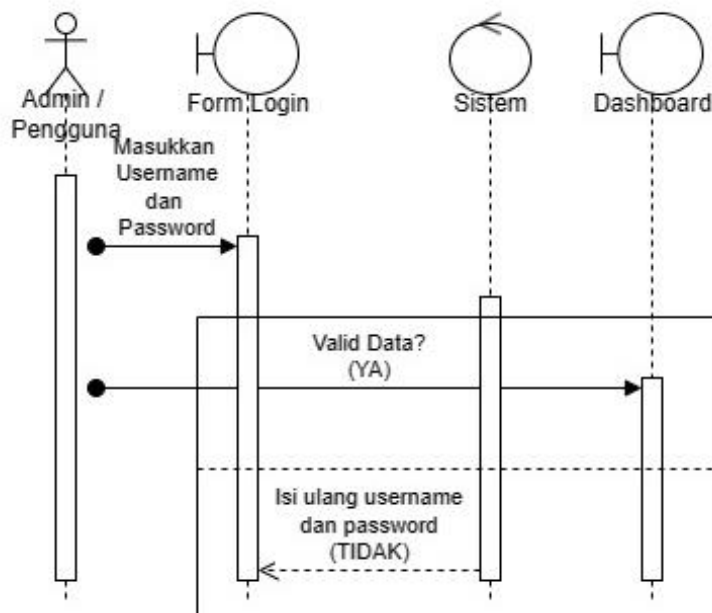 Admin /
Pengguna
Form Login
Sistem
Dashboard
Masukkan
Username
dan
Password
Valid Data?
(YA)
Isi ulang username
dan password
(TIDAK)